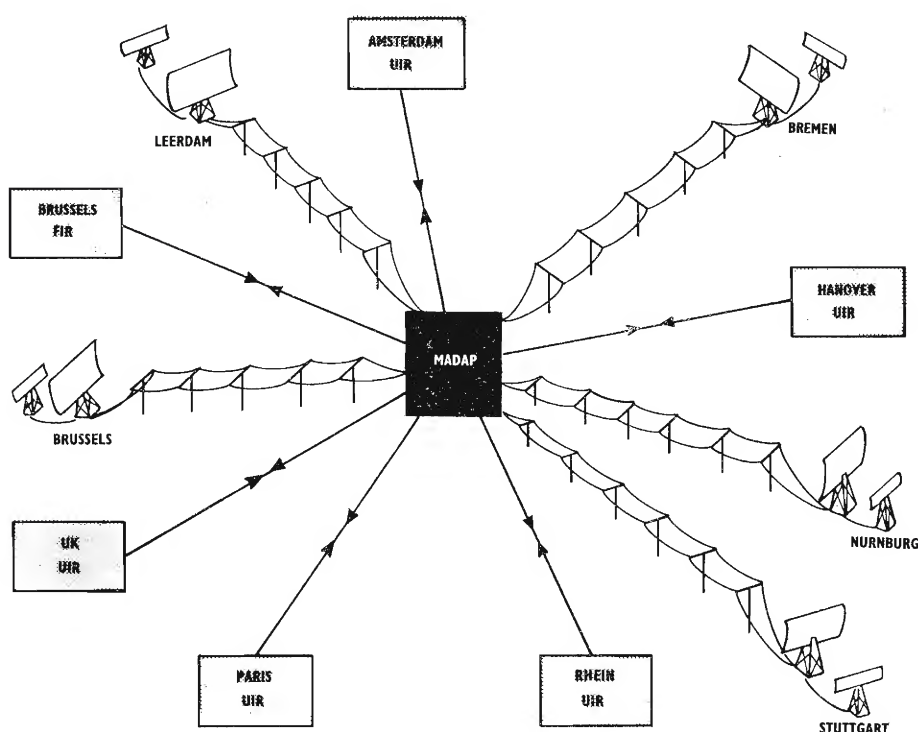 AMSTERDAM
UIR
LEERDAM
BREMEN
BRUSSELS
FIR
HANOVER
UIR
MADAP
BRUSSELS
UK
UIR
NURNBURG
PARIS
UIR
RHEIN
UIR
STUTTGART